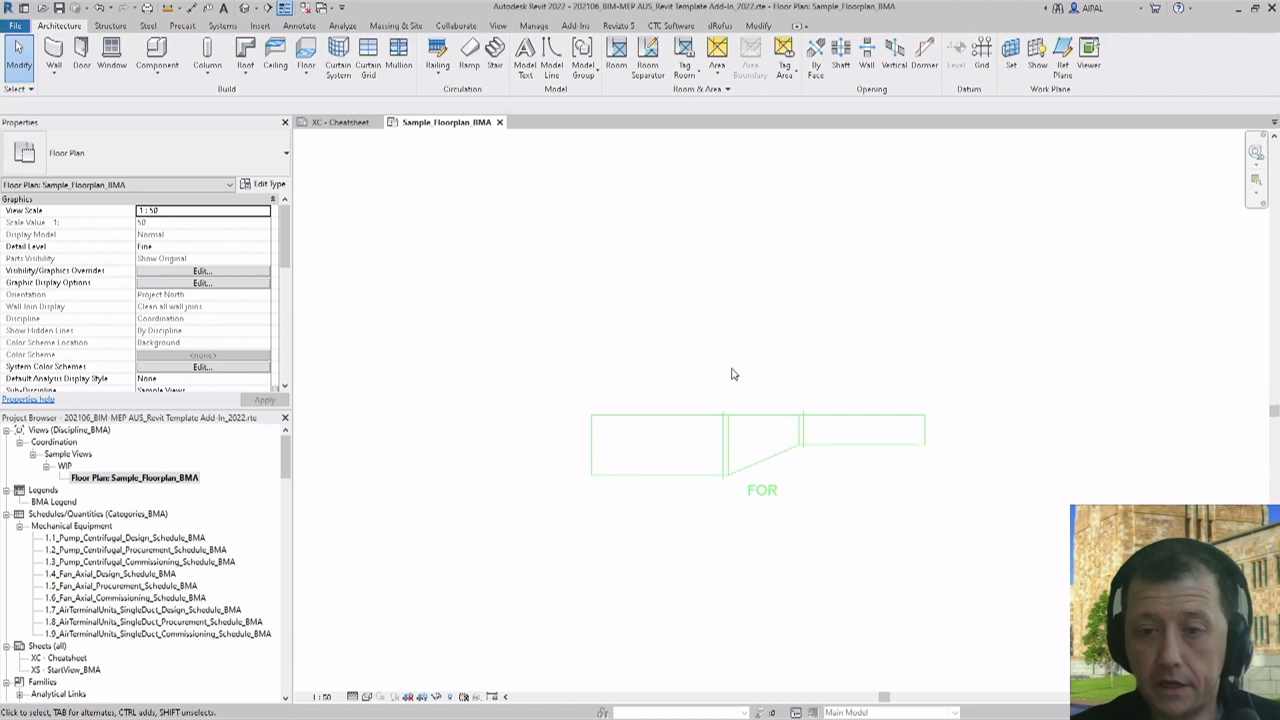 Autodesk Revit 2022 - 202106_BIM-MEP AUS_Revit Template Add-In_2022.rte - Floor Plan: Sample_Floorplan_BMA
AIPAL
File Architecture Structure Steel Precast Systems Insert Annotate Analyze Massing & Site Collaborate View Manage Add-Ins Revizto 5 CTC Software Modify
Modify Wall Door Window Component Column Roof Ceiling Floor Curtain System Curtain Grid Mullion Railing Ramp Stair Model Text Model Line Model Group Room Room Separator Tag Room Area Area Boundary Tag Area By Face Shaft Wall Vertical Dormer Level Grid Set Show Ref Plane Viewer
Select Build Circulation Model Room & Area Opening Datum Work Plane
Properties
XC - Cheatsheet
Sample_Floorplan_BMA
Floor Plan
Floor Plan: Sample_Floorplan_BMA
Edit Type
Graphics
View Scale 1 : 50
Scale Value 1: 50
Display Model Normal
Detail Level Fine
Parts Visibility Show Original
Visibility/Graphics Overrides Edit...
Graphic Display Options Edit...
Orientation Project North
Wall Join Display Clean all wall joins
Discipline Coordination
Show Hidden Lines By Discipline
Color Scheme Location Background
Color Scheme <none>
System Color Schemes Edit...
Default Analysis Display Style None
Sub-Discipline Sample Views
Properties help
Apply
Project Browser - 202106_BIM-MEP AUS_Revit Template Add-In_2022.rte
Views (Discipline_BMA)
Coordination
Sample Views
WIP
Floor Plan: Sample_Floorplan_BMA
Legends
BMA Legend
Schedules/Quantities (Categories_BMA)
Mechanical Equipment
1.1_Pump_Centrifugal_Design_Schedule_BMA
1.2_Pump_Centrifugal_Procurement_Schedule_BMA
1.3_Pump_Centrifugal_Commissioning_Schedule_BMA
1.4_Fan_Axial_Design_Schedule_BMA
1.5_Fan_Axial_Procurement_Schedule_BMA
1.6_Fan_Axial_Commissioning_Schedule_BMA
1.7_AirTerminalUnits_SingleDuct_Design_Schedule_BMA
1.8_AirTerminalUnits_SingleDuct_Procurement_Schedule_BMA
1.9_AirTerminalUnits_SingleDuct_Commissioning_Schedule_BMA
Sheets (all)
XC - Cheatsheet
XS - StartView_BMA
Families
Analytical Links
FOR
1 : 50
Click to select, TAB for alternates, CTRL adds, SHIFT unselects.
:0
Main Model